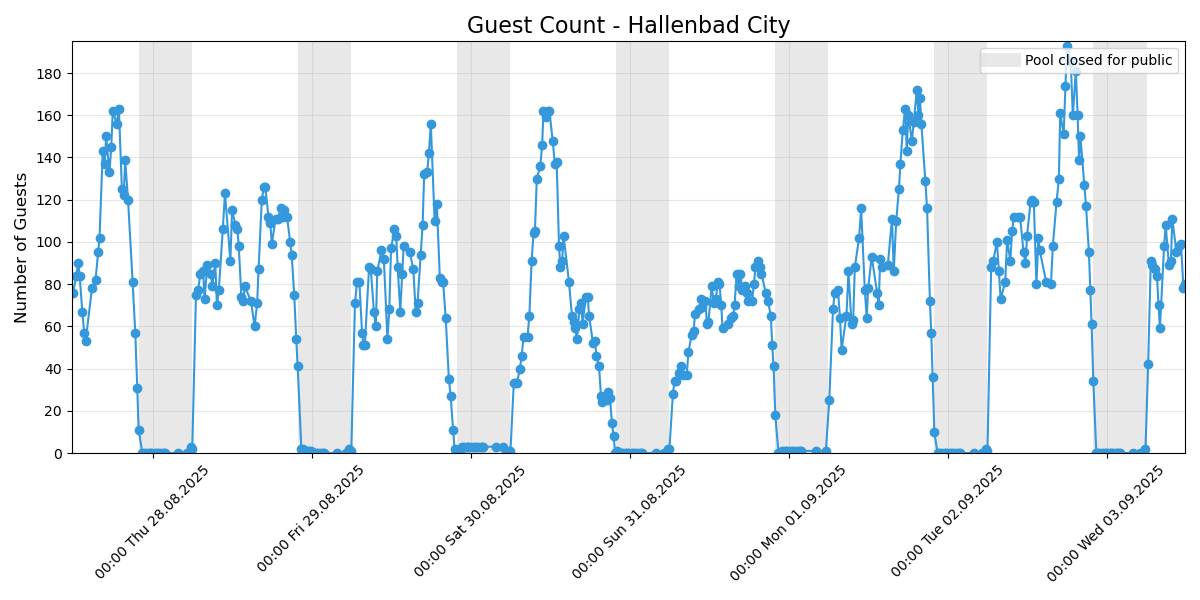 Guest Count - Hallenbad City
Pool closed for public
Number of Guests
180
160
140
120
100
80
60
40
20
0
00:00 Thu 28.08.2025
00:00 Fri 29.08.2025
00:00 Sat 30.08.2025
00:00 Sun 31.08.2025
00:00 Mon 01.09.2025
00:00 Tue 02.09.2025
00:00 Wed 03.09.2025